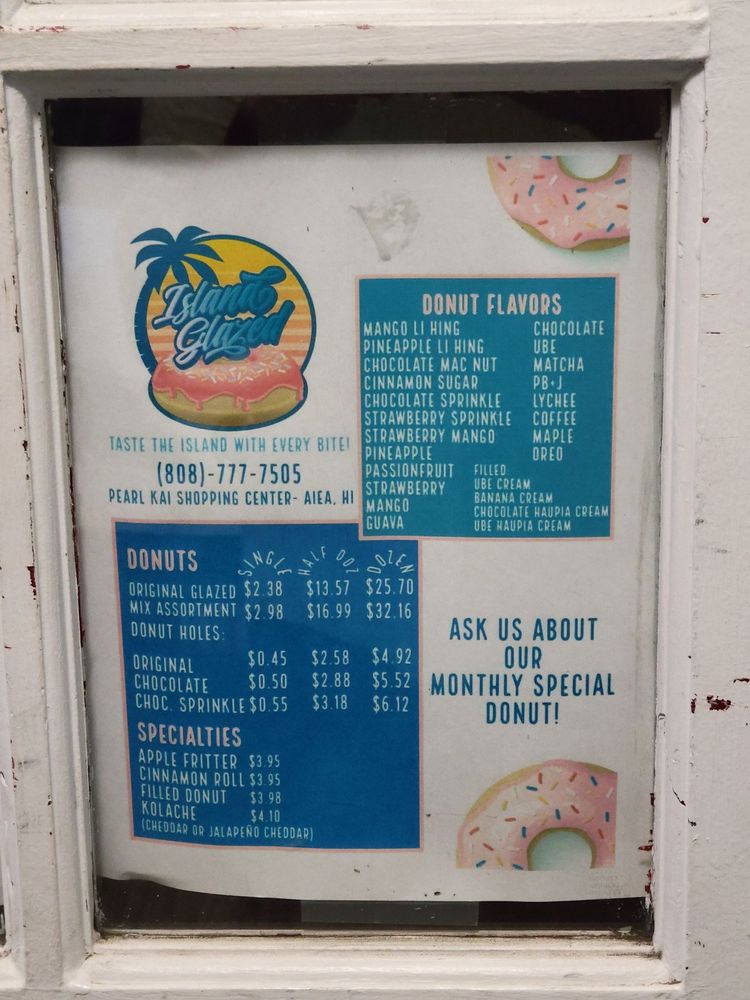 Island
Glazed
TASTE THE ISLAND WITH EVERY BITE!
(808)-777-7505
PEARL KAI SHOPPING CENTER- AIEA, HI
DONUT FLAVORS
MANGO LI HING
PINEAPPLE LI HING
CHOCOLATE MAC NUT
CINNAMON SUGAR
CHOCOLATE SPRINKLE
STRAWBERRY SPRINKLE
STRAWBERRY MANGO
PINEAPPLE
PASSIONFRUIT
STRAWBERRY
MANGO
GUAVA
CHOCOLATE
UBE
MATCHA
PB+J
LYCHEE
COFFEE
MAPLE
OREO
FILLED
UBE CREAM
BANANA CREAM
CHOCOLATE HAUPIA CREAM
UBE HAUPIA CREAM
DONUTS SINGLE HALF DOZ DOZEN
ORIGINAL GLAZED $2.38 $13.57 $25.70
MIX ASSORTMENT $2.98 $16.99 $32.16
DONUT HOLES:
ORIGINAL $0.45 $2.58 $4.92
CHOCOLATE $0.50 $2.88 $5.52
CHOC. SPRINKLE $0.55 $3.18 $6.12
SPECIALTIES
APPLE FRITTER $3.95
CINNAMON ROLL $3.95
FILLED DONUT $3.98
KOLACHE $4.10
(CHEDDAR OR JALAPEÑO CHEDDAR)
ASK US ABOUT
OUR
MONTHLY SPECIAL
DONUT!